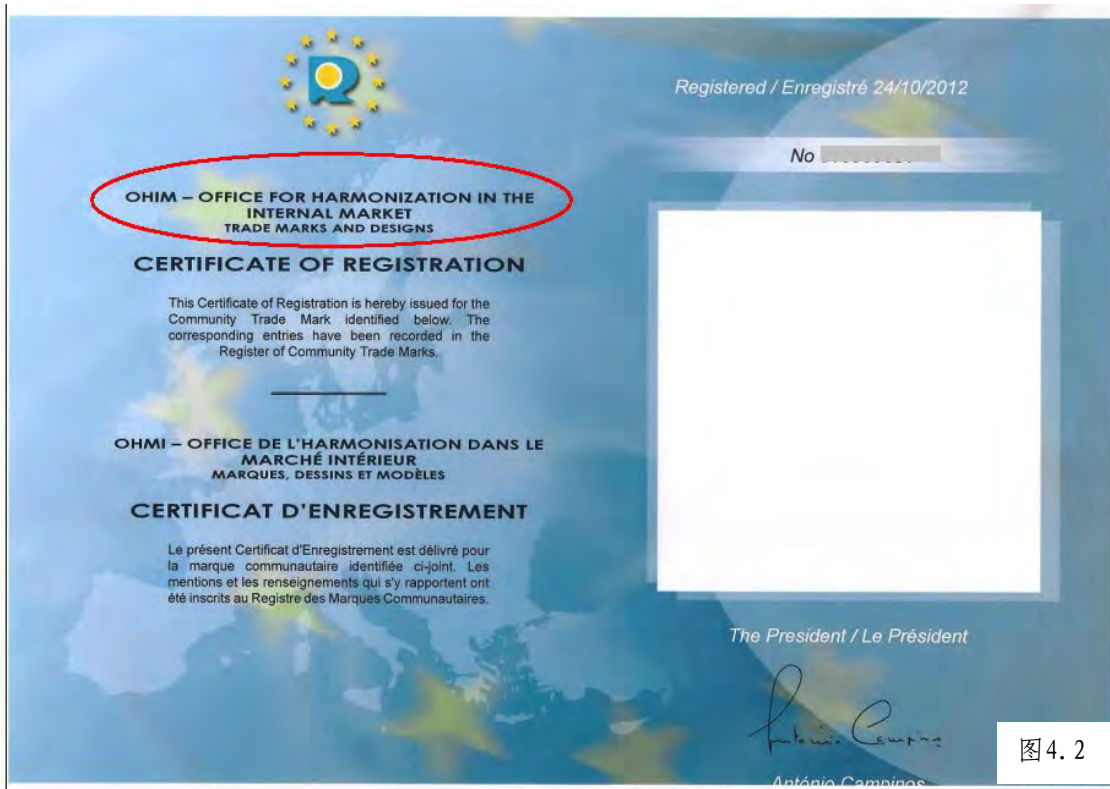 OHIM – OFFICE FOR HARMONIZATION IN THE
INTERNAL MARKET
TRADE MARKS AND DESIGNS
CERTIFICATE OF REGISTRATION
This Certificate of Registration is hereby issued for the
Community Trade Mark identified below. The
corresponding entries have been recorded in the
Register of Community Trade Marks.
OHMI – OFFICE DE L'HARMONISATION DANS LE
MARCHÉ INTÉRIEUR
MARQUES, DESSINS ET MODÈLES
CERTIFICAT D'ENREGISTREMENT
Le présent Certificat d'Enregistrement est délivré pour
la marque communautaire identifiée ci-joint. Les
mentions et les renseignements qui s'y rapportent ont
été inscrits au Registre des Marques Communautaires.
Registered / Enregistré 24/10/2012
No
The President / Le Président
António Campinos
António Campinos
图4.2